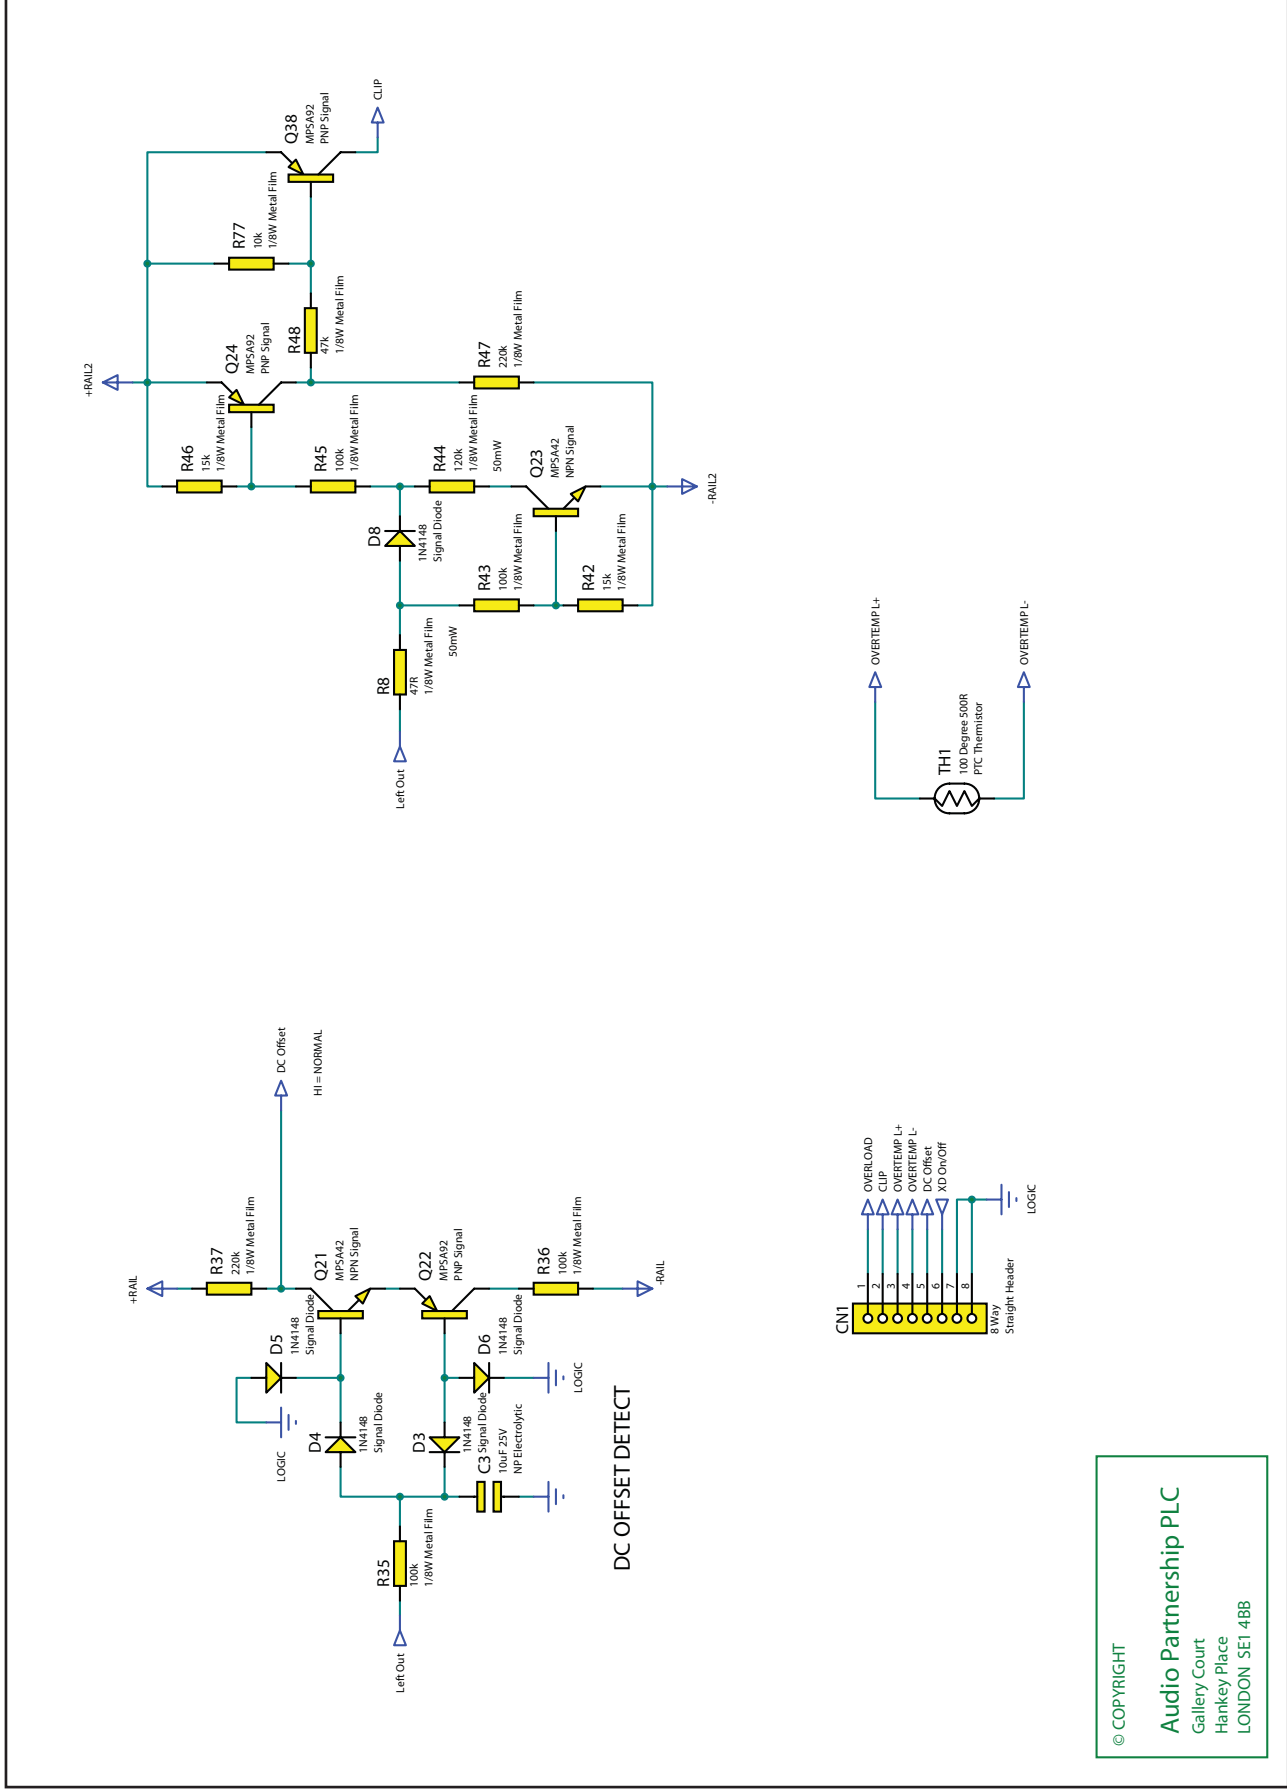 +RAIL2
R46
15k
1/8W Metal Film
Q24
MPSA92
PNP Signal
R77
10k
1/8W Metal Film
Q38
MPSA92
PNP Signal
CLIP
R48
47k
1/8W Metal Film
R45
100k
1/8W Metal Film
R44
120k
1/8W Metal Film
50mW
R47
220k
1/8W Metal Film
D8
1N4148
Signal Diode
Q23
MPSA42
NPN Signal
R8
47R
1/8W Metal Film
50mW
R43
100k
1/8W Metal Film
R42
15k
1/8W Metal Film
Left Out
-RAIL2
+RAIL
R37
220k
1/8W Metal Film
DC Offset
HI = NORMAL
D5
1N4148
Signal Diode
Q21
MPSA42
NPN Signal
LOGIC
D4
1N4148
Signal Diode
Q22
MPSA92
PNP Signal
D3
1N4148
Signal Diode
D6
1N4148
Signal Diode
R36
100k
1/8W Metal Film
C3
10uF 25V
NP Electrolytic
LOGIC
-RAIL
R35
100k
1/8W Metal Film
Left Out
DC OFFSET DETECT
OVERTEMP L+
TH1
100 Degree 500R
PTC Thermistor
OVERTEMP L-
CN1
1
2
3
4
5
6
7
8
8 Way
Straight Header
OVERLOAD
CLIP
OVERTEMP L+
OVERTEMP L-
DC Offset
XD On/Off
LOGIC
© COPYRIGHT
Audio Partnership PLC
Gallery Court
Hankey Place
LONDON SE1 4BB